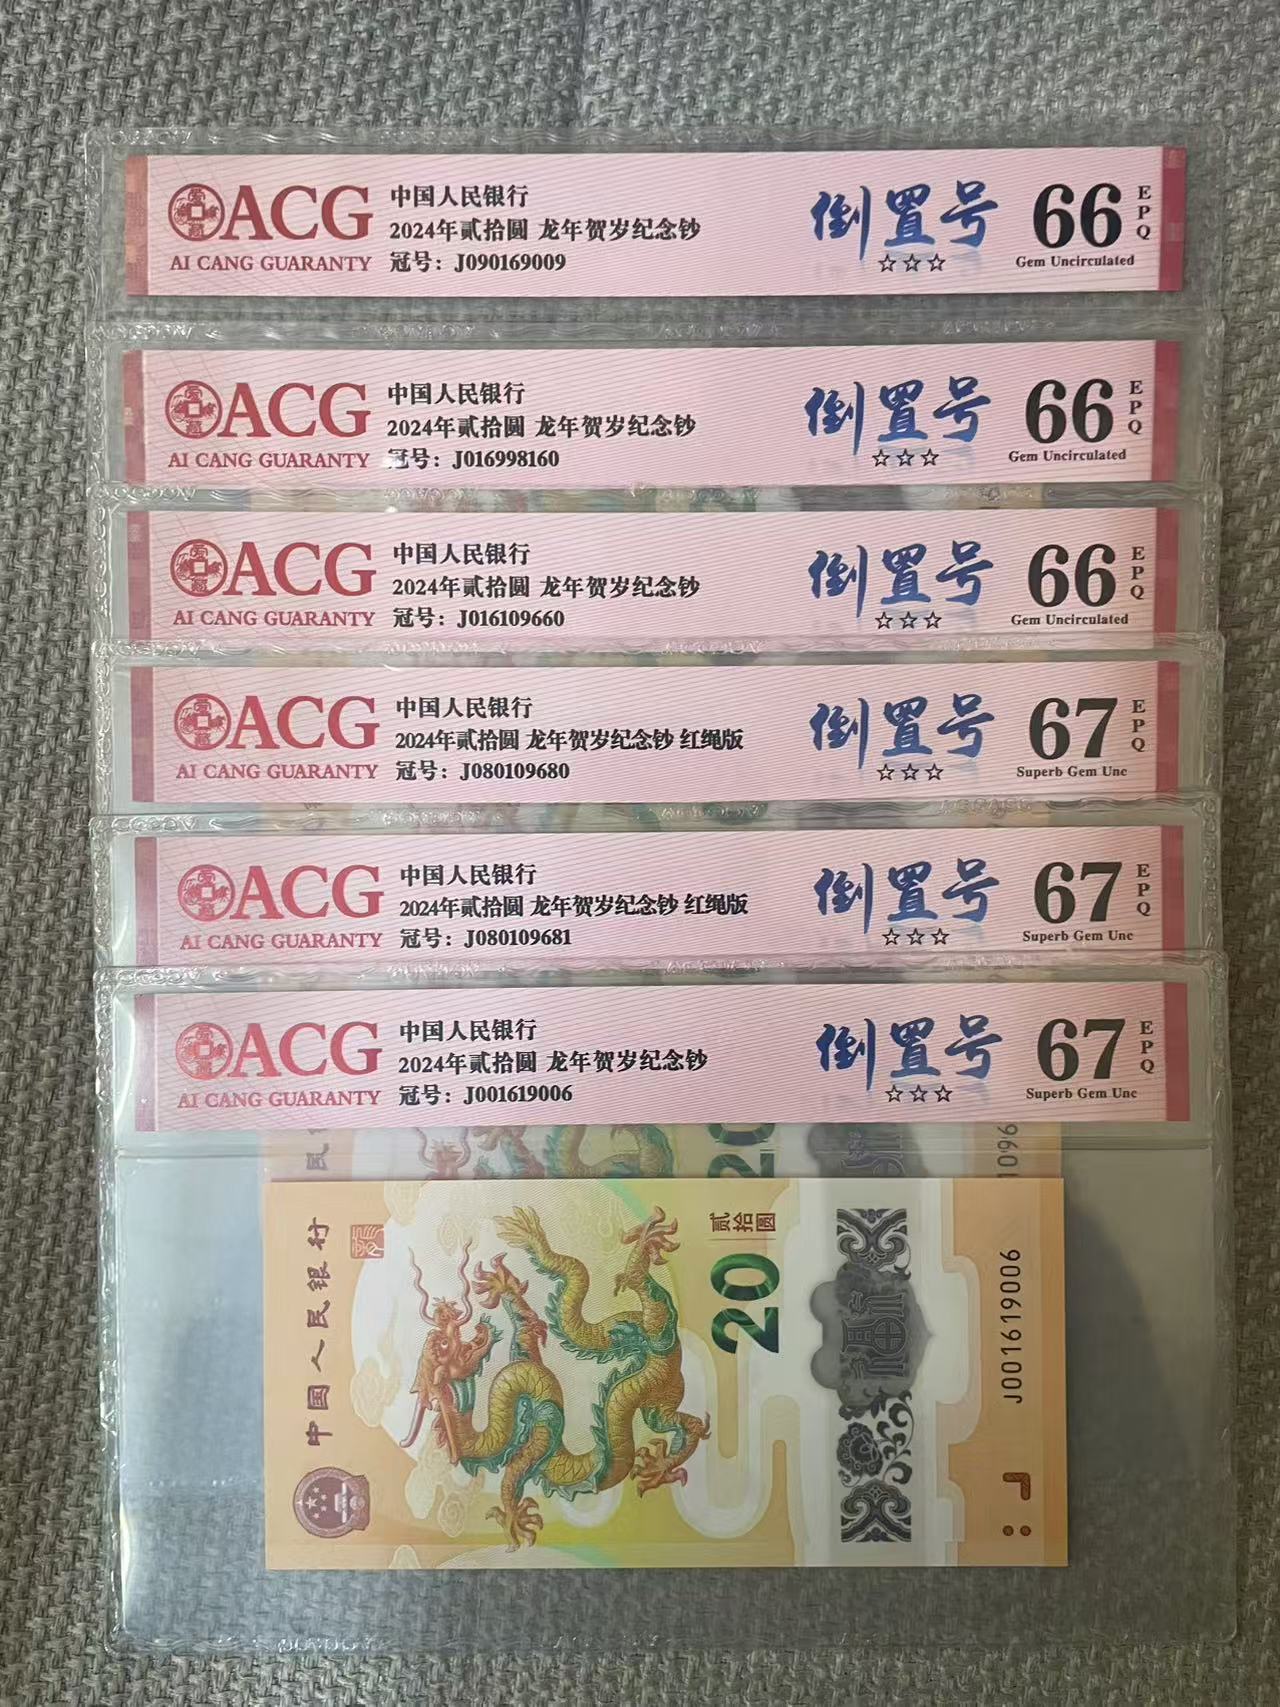 ACG
AI CANG GUARANTY
中国人民银行
2024年贰拾圆 龙年贺岁纪念钞
冠号：J090169009
倒置号
☆☆☆
66
EPQ
Gem Uncirculated
ACG
AI CANG GUARANTY
中国人民银行
2024年贰拾圆 龙年贺岁纪念钞
冠号：J016998160
倒置号
☆☆☆
66
EPQ
Gem Uncirculated
ACG
AI CANG GUARANTY
中国人民银行
2024年贰拾圆 龙年贺岁纪念钞
冠号：J016109660
倒置号
☆☆☆
66
EPQ
Gem Uncirculated
ACG
AI CANG GUARANTY
中国人民银行
2024年贰拾圆 龙年贺岁纪念钞 红绳版
冠号：J080109680
倒置号
☆☆☆
67
EPQ
Superb Gem Unc
ACG
AI CANG GUARANTY
中国人民银行
2024年贰拾圆 龙年贺岁纪念钞 红绳版
冠号：J080109681
倒置号
☆☆☆
67
EPQ
Superb Gem Unc
ACG
AI CANG GUARANTY
中国人民银行
2024年贰拾圆 龙年贺岁纪念钞
冠号：J001619006
倒置号
☆☆☆
67
EPQ
Superb Gem Unc
中国人民银行
贰拾圆
20
J001619006